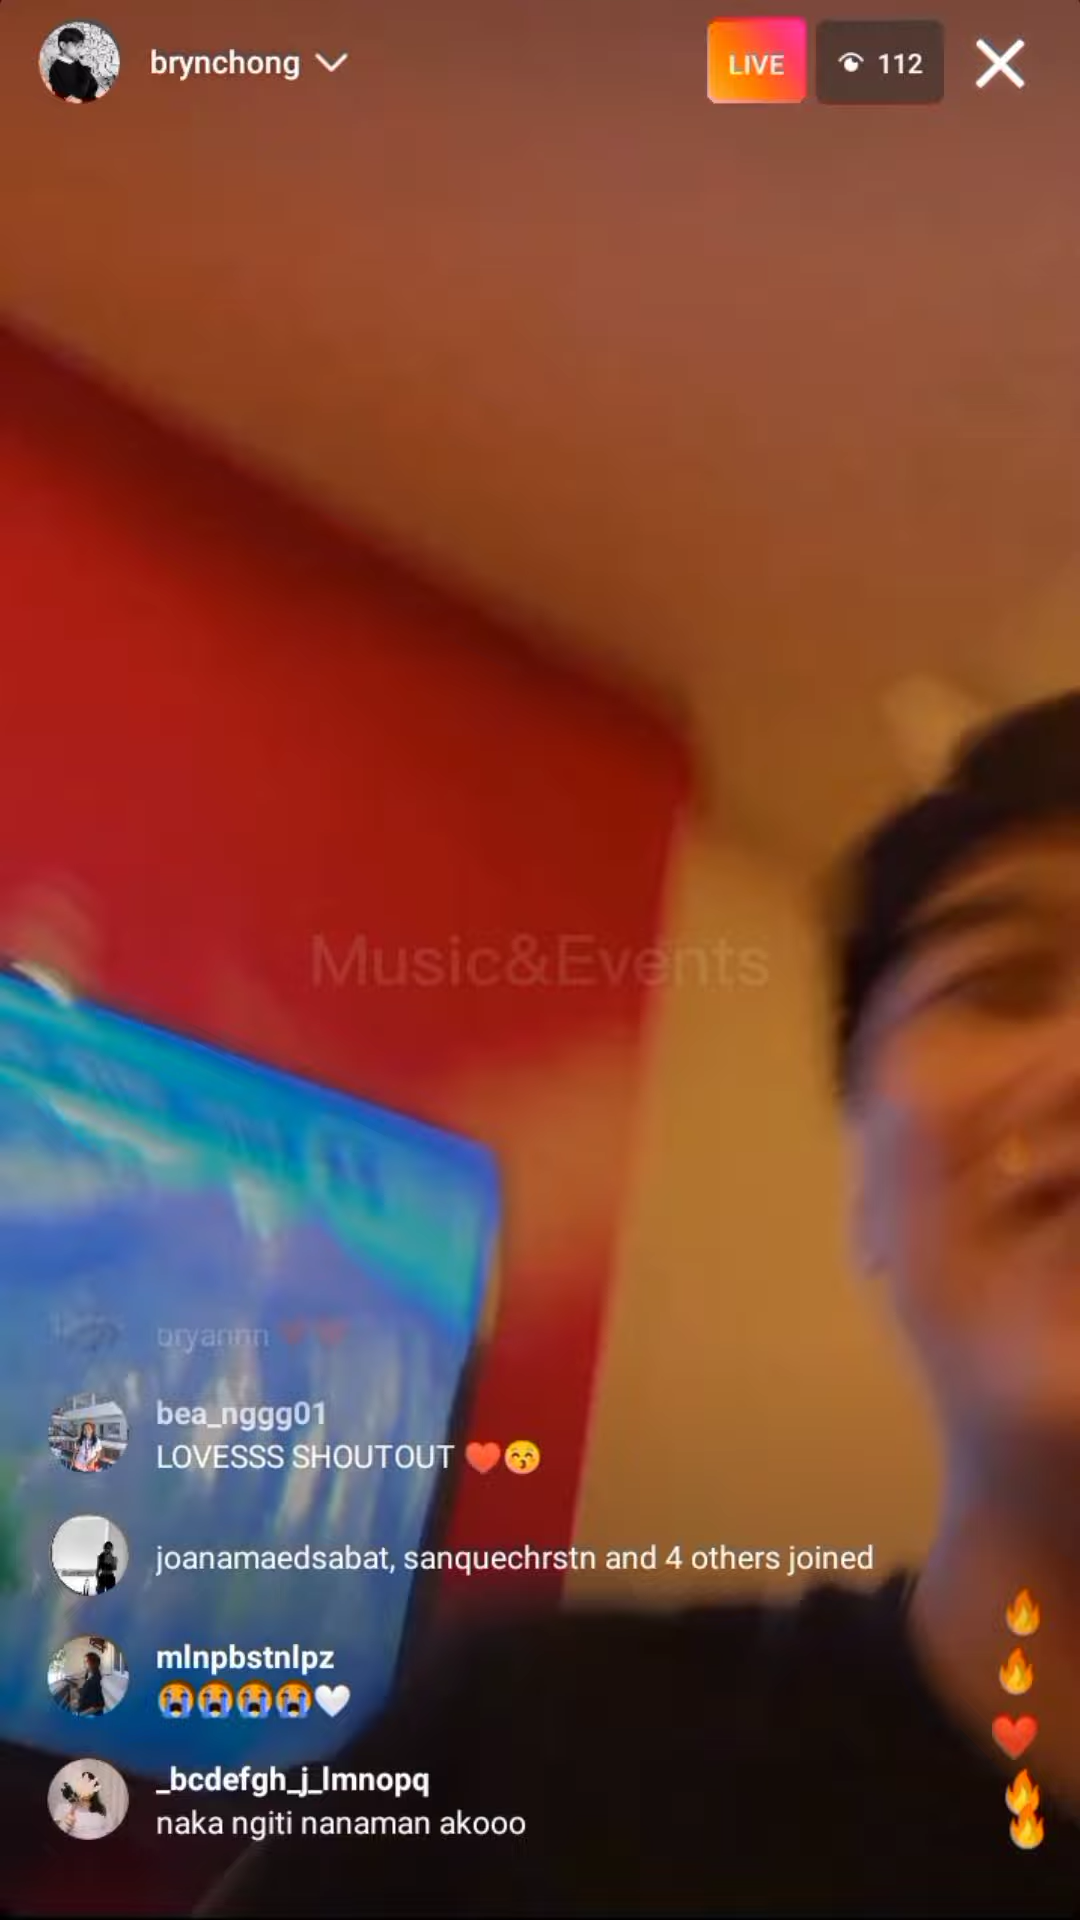 brynchong
LIVE
112
Music&Events
bryannn ❤️❤️
bea_nggg01
LOVESSS SHOUTOUT ❤️😚
joanamaedsabat, sanquechrstn and 4 others joined
mlnpbstnlpz
😭😭😭😭🤍
_bcdefgh_j_lmnopq
naka ngiti nanaman akooo